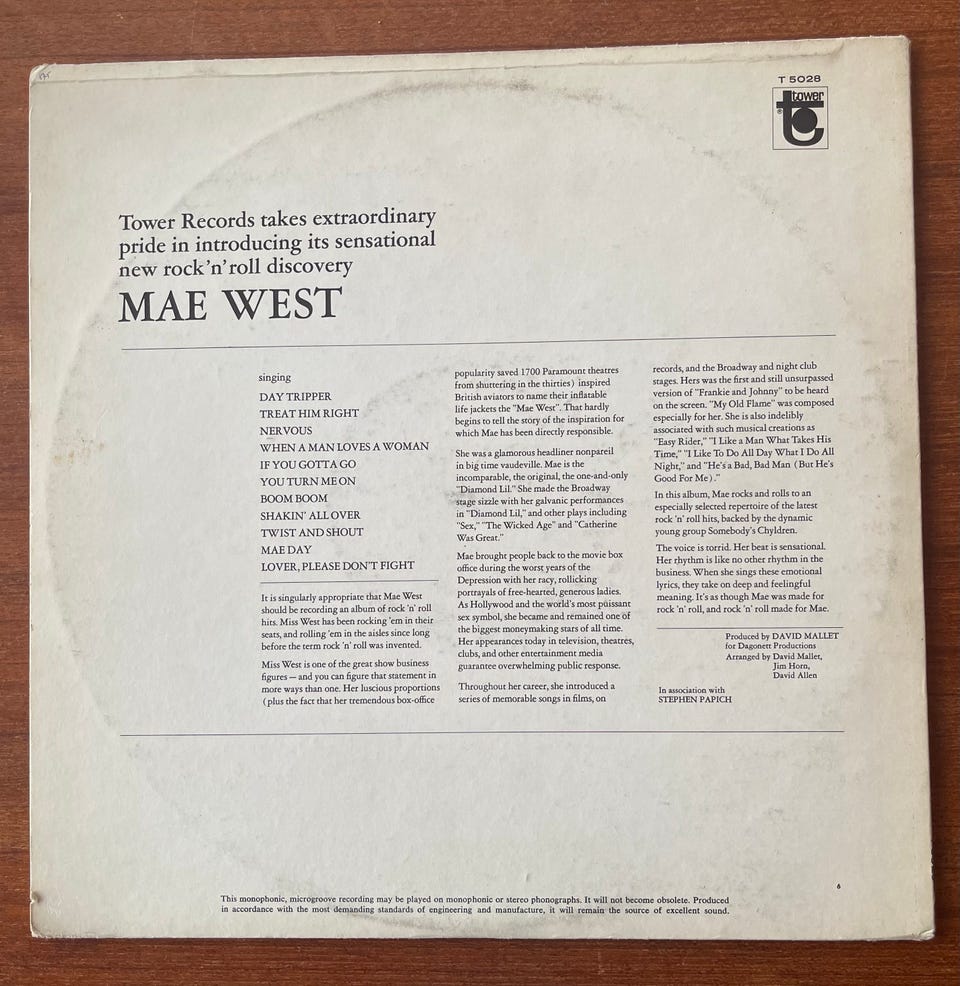 T 5028
tower
®
Tower Records takes extraordinary
pride in introducing its sensational
new rock 'n' roll discovery
MAE WEST
singing
DAY TRIPPER
TREAT HIM RIGHT
NERVOUS
WHEN A MAN LOVES A WOMAN
IF YOU GOTTA GO
YOU TURN ME ON
BOOM BOOM
SHAKIN' ALL OVER
TWIST AND SHOUT
MAE DAY
LOVER, PLEASE DON'T FIGHT
It is singularly appropriate that Mae West
should be recording an album of rock 'n' roll
hits. Miss West has been rocking 'em in their
seats, and rolling 'em in the aisles since long
before the term rock 'n' roll was invented.
Miss West is one of the great show business
figures — and you can figure that statement in
more ways than one. Her luscious proportions
(plus the fact that her tremendous box-office
popularity saved 1700 Paramount theatres
from shuttering in the thirties) inspired
British aviators to name their inflatable
life jackets the "Mae West". That hardly
begins to tell the story of the inspiration for
which Mae has been directly responsible.
She was a glamorous headliner nonpareil
in big time vaudeville. Mae is the
incomparable, the original, the one-and-only
"Diamond Lil." She made the Broadway
stage sizzle with her galvanic performances
in "Diamond Lil," and other plays including
"Sex," "The Wicked Age" and "Catherine
Was Great."
Mae brought people back to the movie box
office during the worst years of the
Depression with her racy, rollicking
portrayals of free-hearted, generous ladies.
As Hollywood and the world's most puissant
sex symbol, she became and remained one of
the biggest moneymaking stars of all time.
Her appearances today in television, theatres,
clubs, and other entertainment media
guarantee overwhelming public response.
Throughout her career, she introduced a
series of memorable songs in films, on
records, and the Broadway and night club
stages. Hers was the first and still unsurpassed
version of "Frankie and Johnny" to be heard
on the screen. "My Old Flame" was composed
especially for her. She is also indelibly
associated with such musical creations as
"Easy Rider," "I Like a Man What Takes His
Time," "I Like To Do All Day What I Do All
Night," and "He's a Bad, Bad Man (But He's
Good For Me)."
In this album, Mae rocks and rolls to an
especially selected repertoire of the latest
rock 'n' roll hits, backed by the dynamic
young group Somebody's Chyldren.
The voice is torrid. Her beat is sensational.
Her rhythm is like no other rhythm in the
business. When she sings these emotional
lyrics, they take on deep and feelingful
meaning. It's as though Mae was made for
rock 'n' roll, and rock 'n' roll made for Mae.
Produced by DAVID MALLET
for Dagonett Productions
Arranged by David Mallet,
Jim Horn,
David Allen
In association with
STEPHEN PAPICH
6
This monophonic, microgroove recording may be played on monophonic or stereo phonographs. It will not become obsolete. Produced
in accordance with the most demanding standards of engineering and manufacture, it will remain the source of excellent sound.